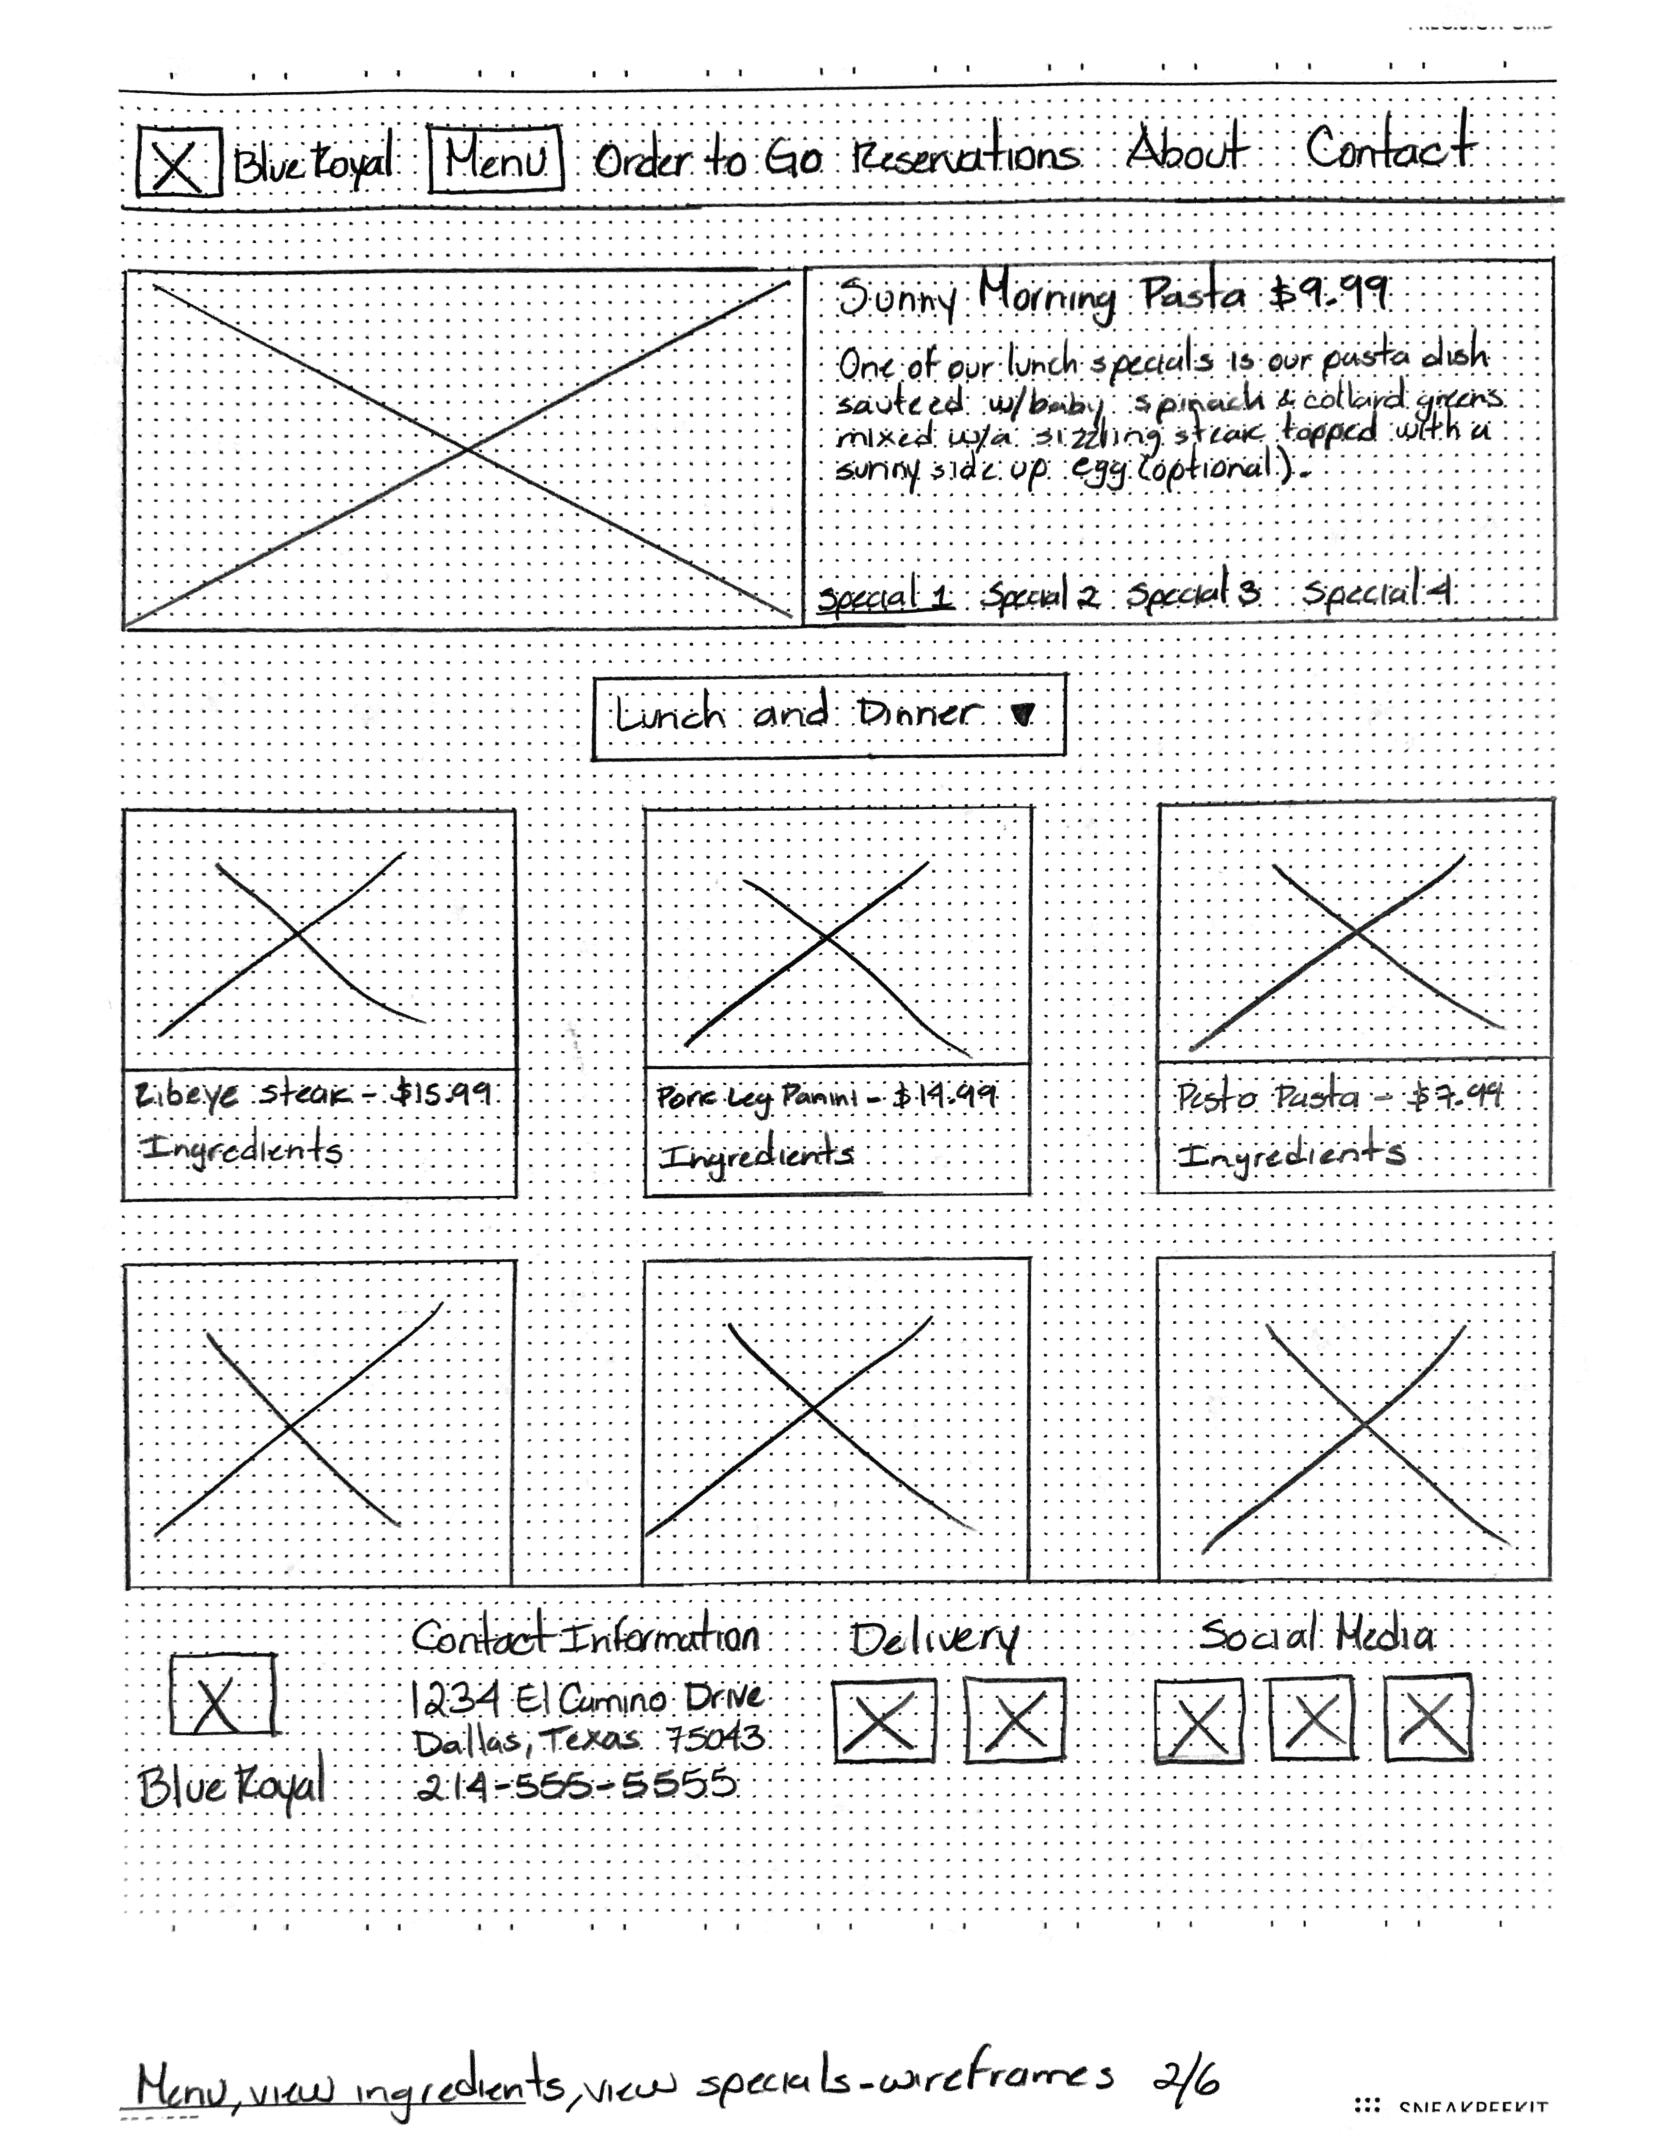 Blue Royal Menu Order to Go Reservations About Contact
Sunny Morning Pasta $9.99
One of our lunch specials is our pasta dish
sauteed w/baby spinach & collard greens
mixed w/a sizzling steak topped with a
sunny side up egg (optional).
Special 1 Special 2 Special 3 Special 4
Lunch and Dinner ▼
Ribeye steak - $15.99
Ingredients
Pork Leg Panini - $14.99
Ingredients
Pesto Pasta - $7.99
Ingredients
Blue Royal
Contact Information
1234 El Camino Drive
Dallas, Texas 75043
214-555-5555
Delivery
Social Media
Menu, view ingredients, view specials-wireframes 2/6
SNEAKPEEKIT